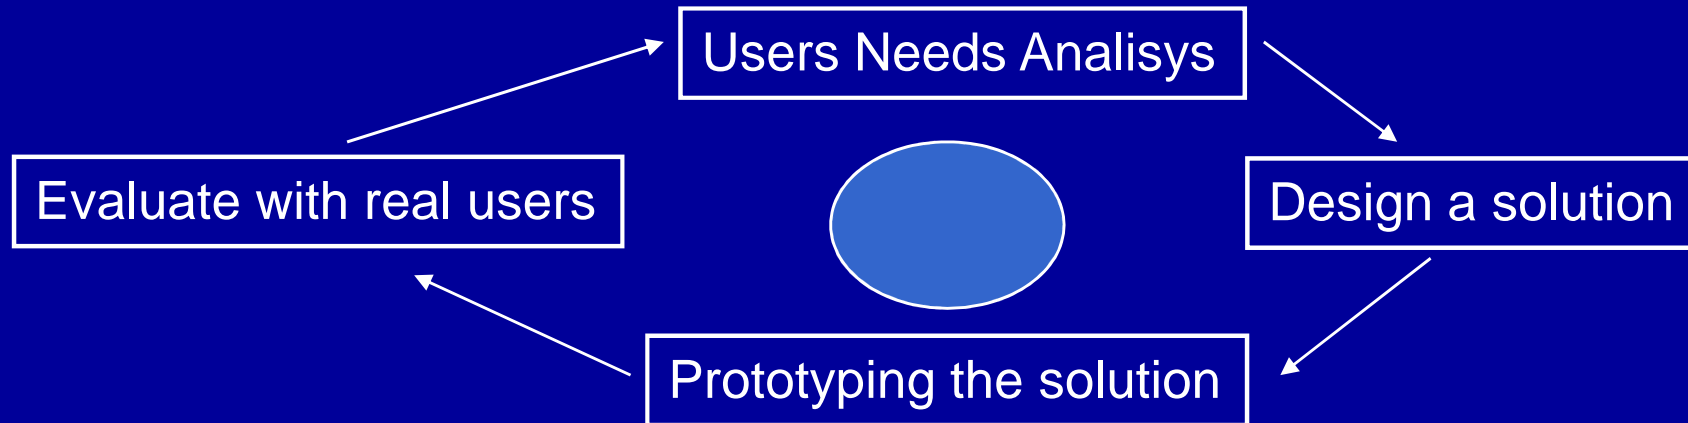 Users Needs Analisys
Evaluate with real users
Design a solution
Prototyping the solution